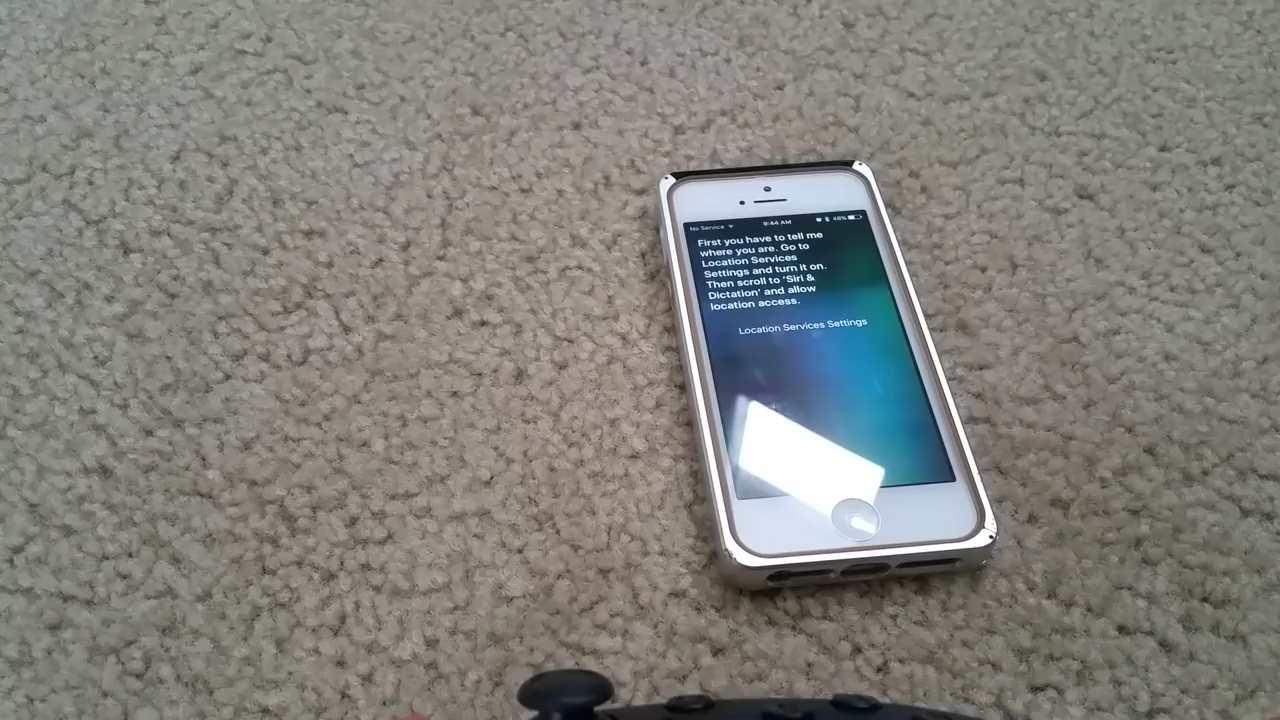 No Service 9:44 AM 48%
First you have to tell me
where you are. Go to
Location Services
Settings and turn it on.
Then scroll to 'Siri &
Dictation' and allow
location access.
Location Services Settings